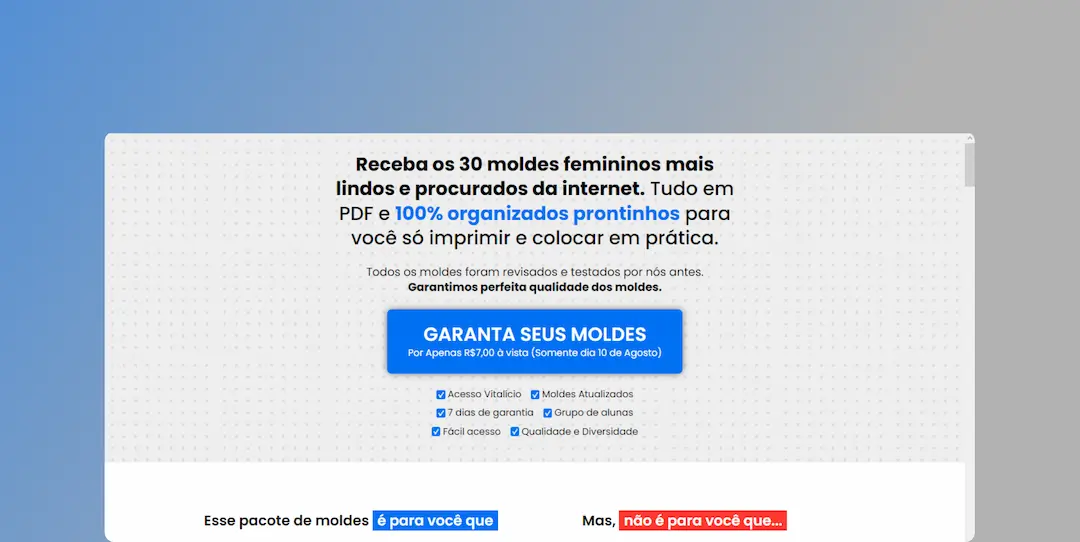 Receba os 30 moldes femininos mais
lindos e procurados da internet. Tudo em
PDF e 100% organizados prontinhos para
você só imprimir e colocar em prática.
Todos os moldes foram revisados e testados por nós antes.
Garantimos perfeita qualidade dos moldes.
GARANTA SEUS MOLDES
Por Apenas R$7,00 à vista (Somente dia 10 de Agosto)
Acesso Vitalício Moldes Atualizados
7 dias de garantia Grupo de alunas
Fácil acesso Qualidade e Diversidade
Esse pacote de moldes é para você que
Mas, não é para você que...